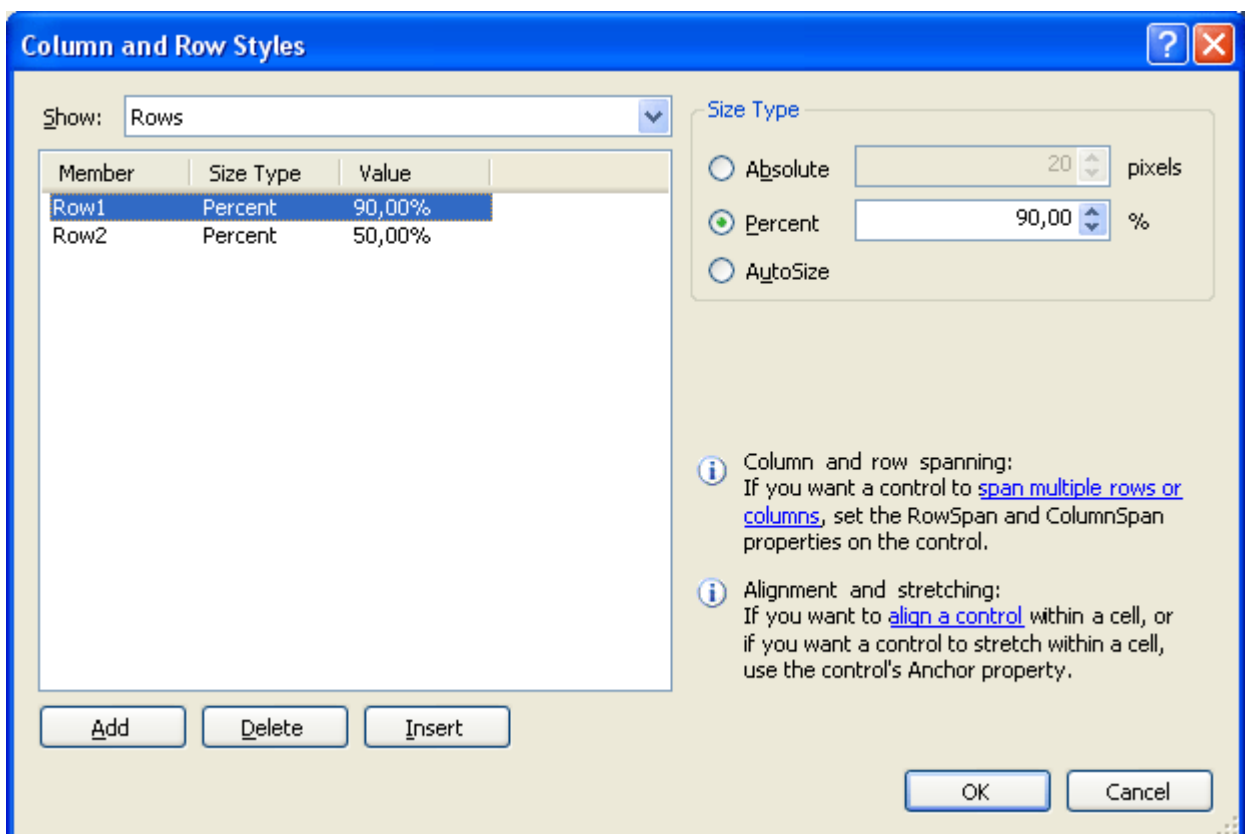 Column and Row Styles
Show: Rows
Member Size Type Value
Row1 Percent 90,00%
Row2 Percent 50,00%
Add Delete Insert
Size Type
Absolute 20 pixels
Percent 90,00 %
AutoSize
Column and row spanning:
If you want a control to span multiple rows or
columns, set the RowSpan and ColumnSpan
properties on the control.
Alignment and stretching:
If you want to align a control within a cell, or
if you want a control to stretch within a cell,
use the control's Anchor property.
OK Cancel